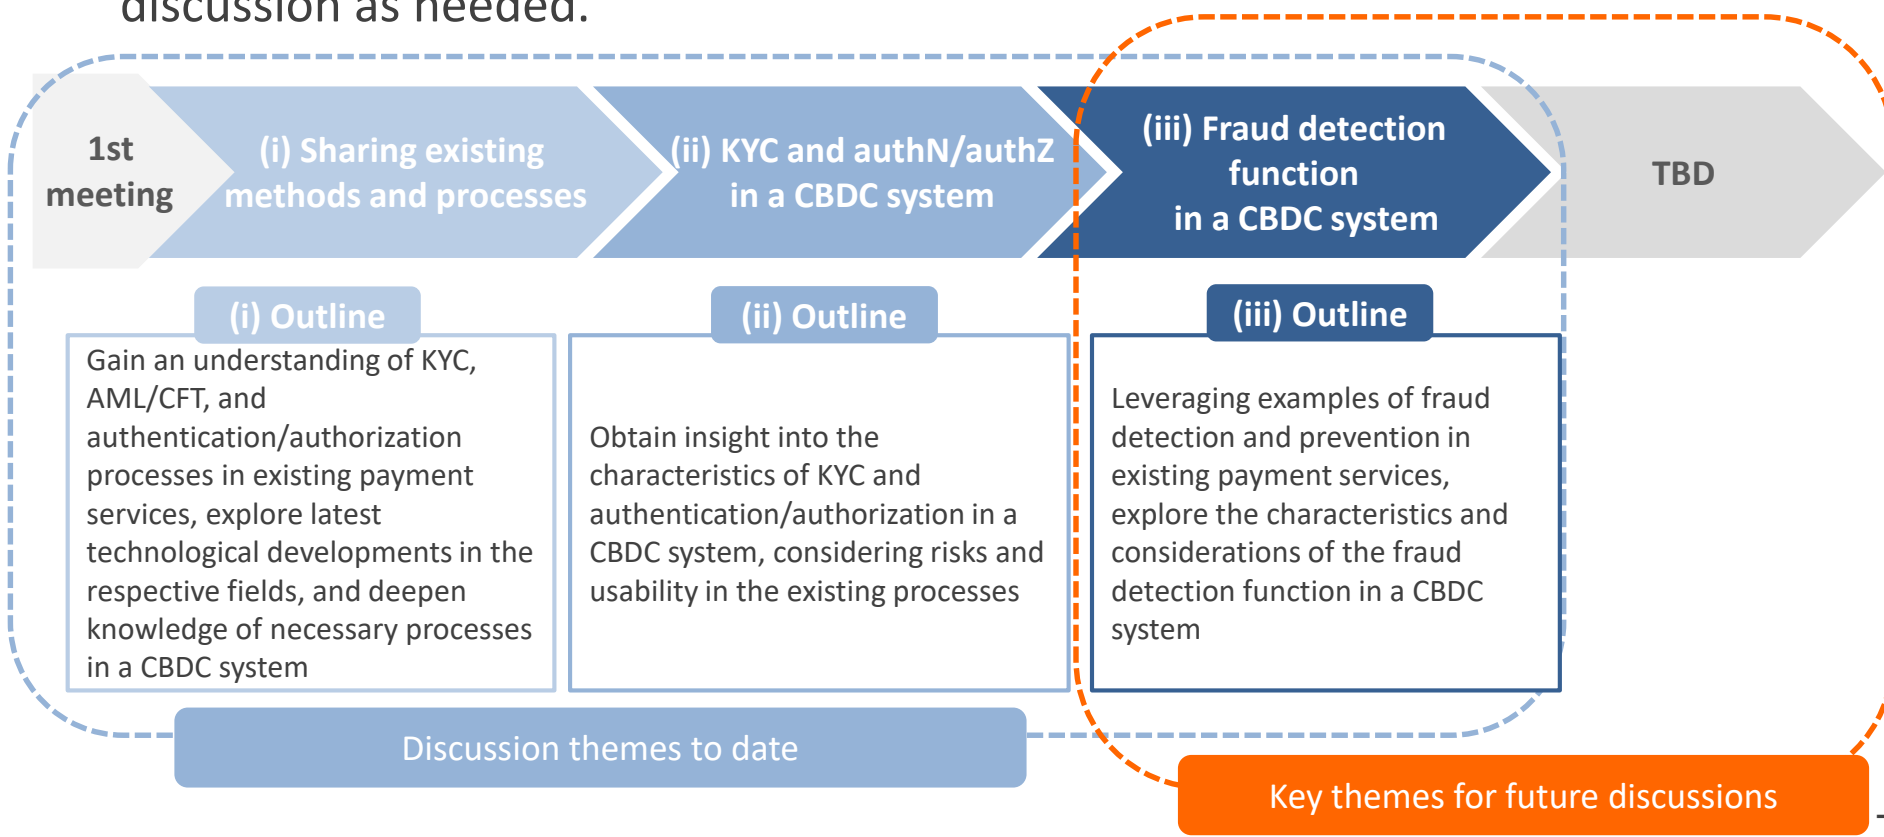 discussion as needed.
1st
meeting
(i) Sharing existing
methods and processes
(ii) KYC and authN/authZ
in a CBDC system
(iii) Fraud detection
function
in a CBDC system
TBD
(i) Outline
Gain an understanding of KYC,
AML/CFT, and
authentication/authorization
processes in existing payment
services, explore latest
technological developments in the
respective fields, and deepen
knowledge of necessary processes
in a CBDC system
(ii) Outline
Obtain insight into the
characteristics of KYC and
authentication/authorization in a
CBDC system, considering risks and
usability in the existing processes
(iii) Outline
Leveraging examples of fraud
detection and prevention in
existing payment services,
explore the characteristics and
considerations of the fraud
detection function in a CBDC
system
Discussion themes to date
Key themes for future discussions